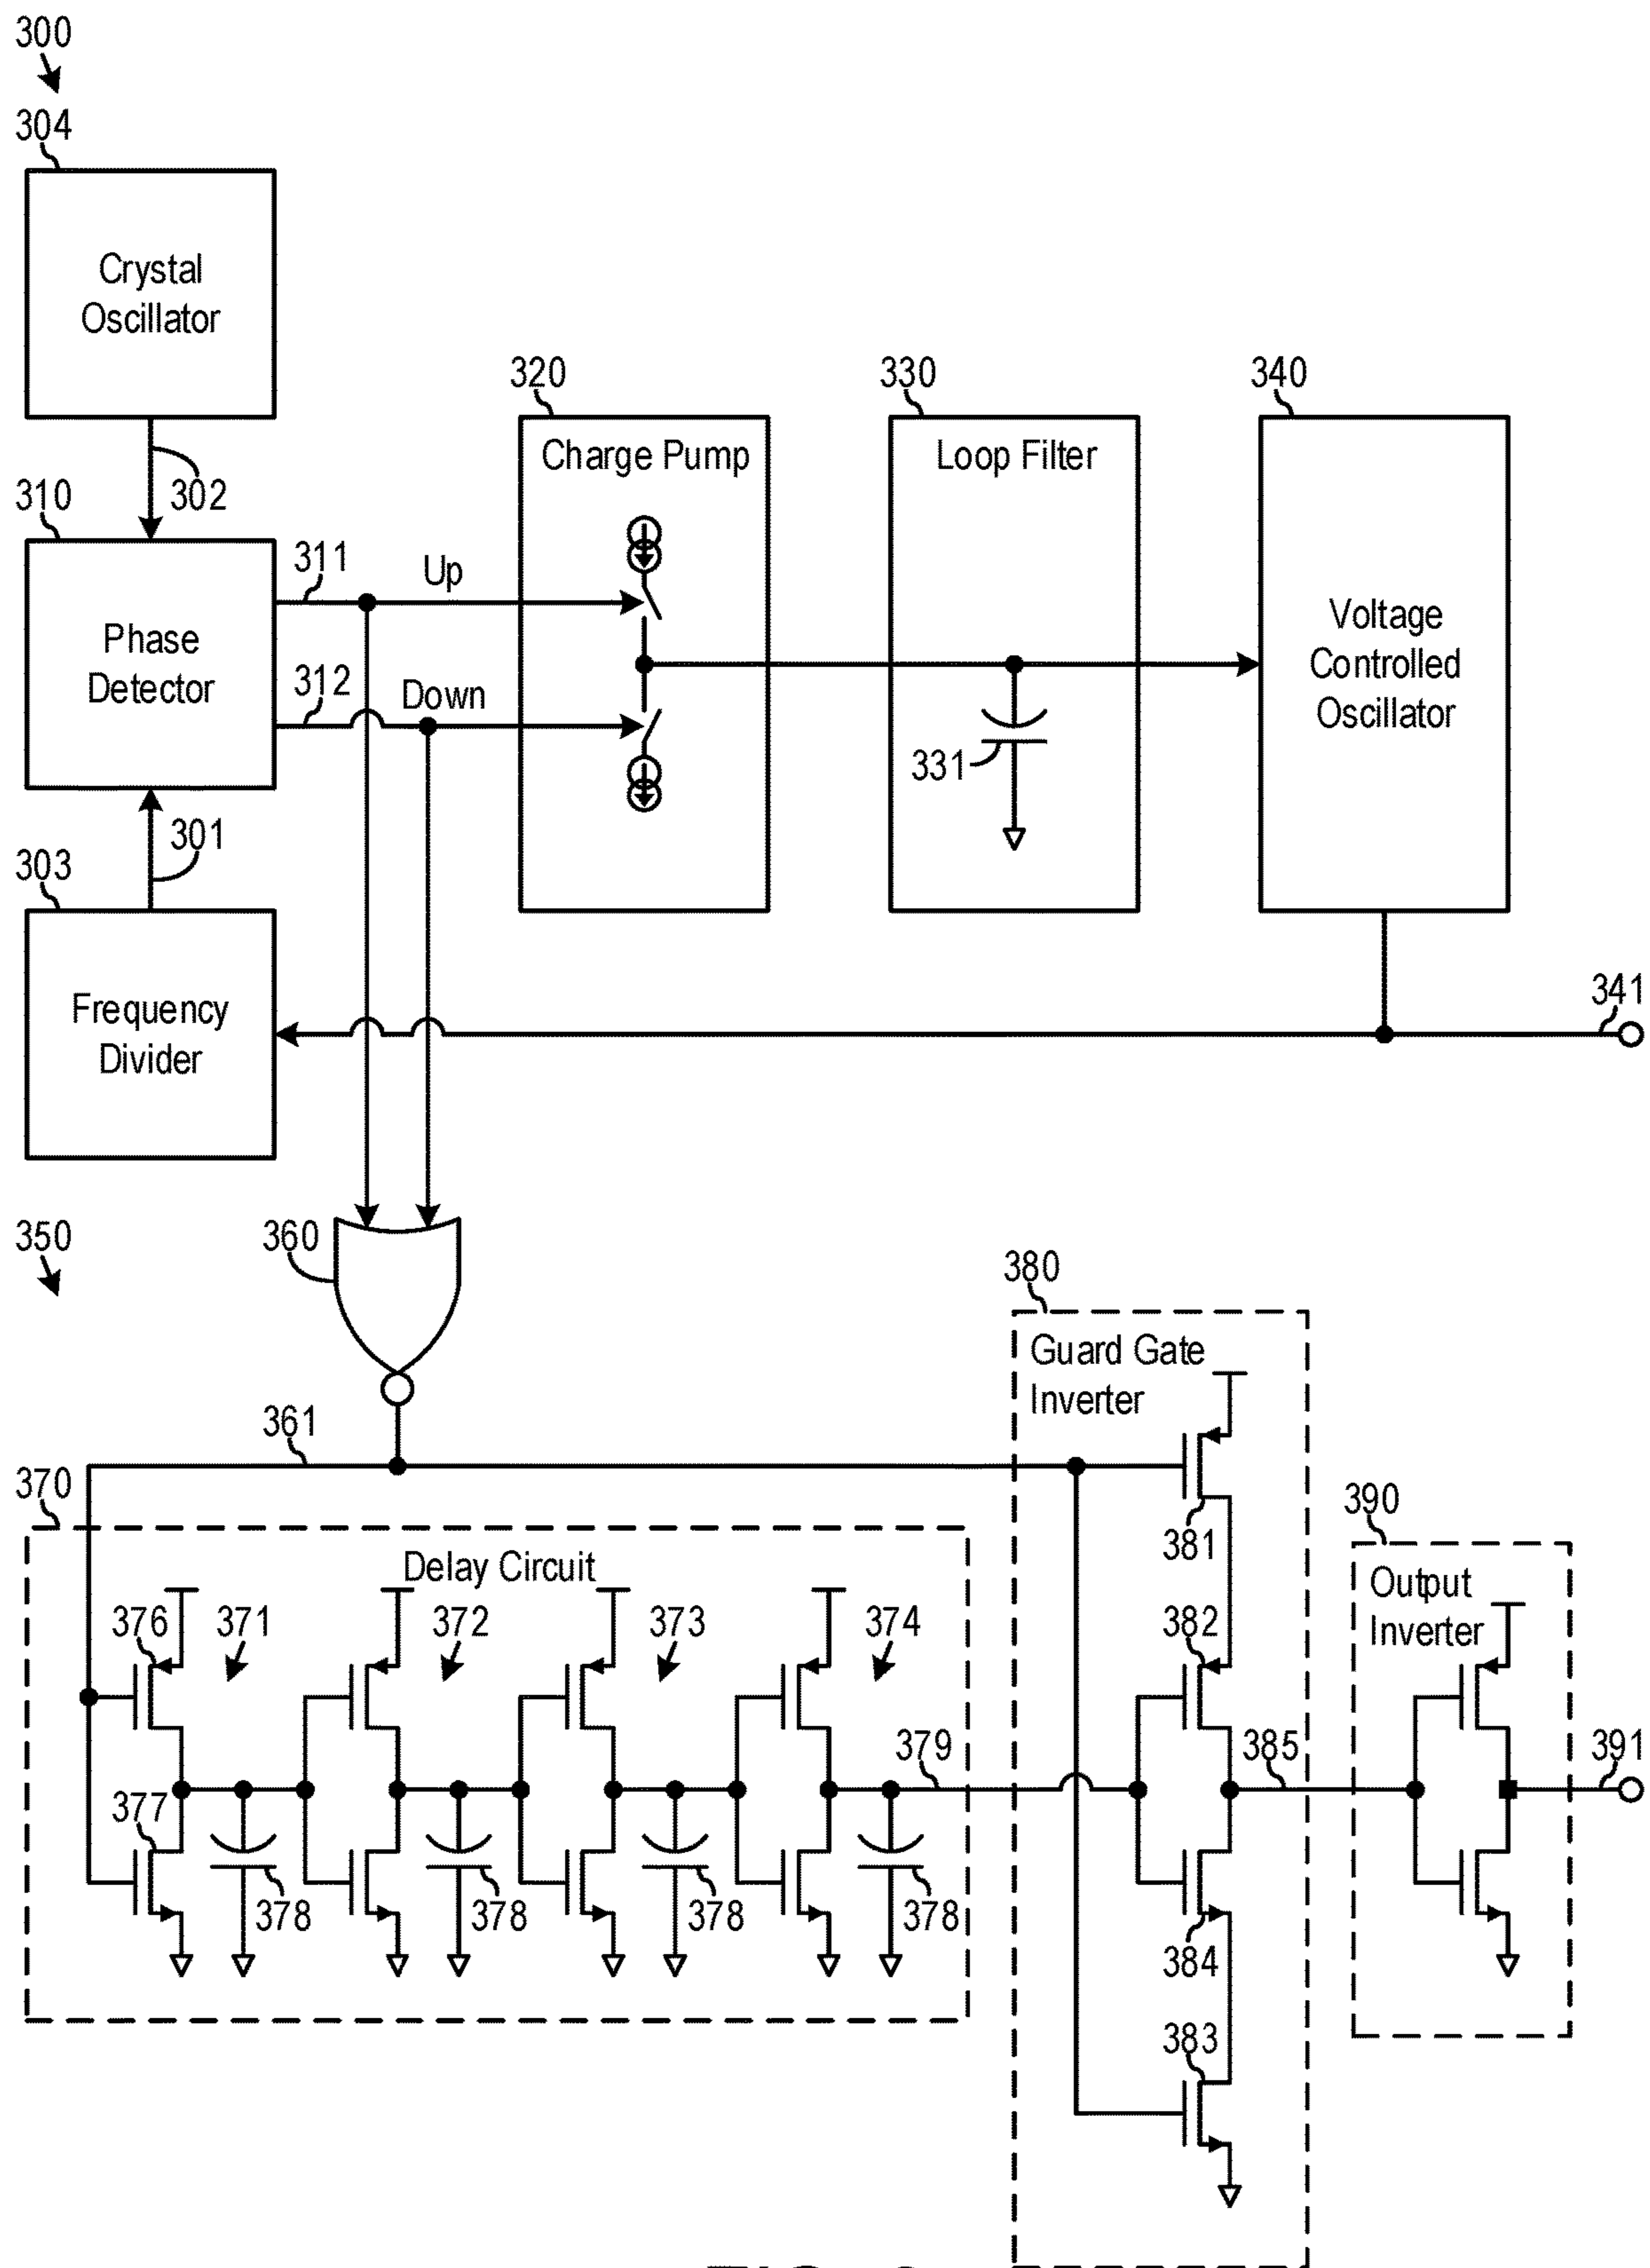 300
304
Crystal
Oscillator
302
310
Phase
Detector
311
Up
312
Down
320
Charge Pump
330
Loop Filter
331
340
Voltage
Controlled
Oscillator
301
303
Frequency
Divider
341
350
360
361
370
Delay Circuit
376
371
372
373
374
377
378
378
378
378
379
380
Guard Gate
Inverter
381
382
385
384
383
390
Output
Inverter
391